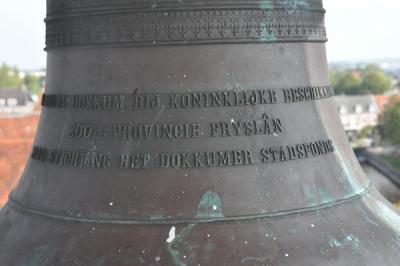 DOKKUM BIJ KONINKLIJKE
PROVINCIE FRYSLÂN
STICHTING HET DOKKUMER STADSFONDS